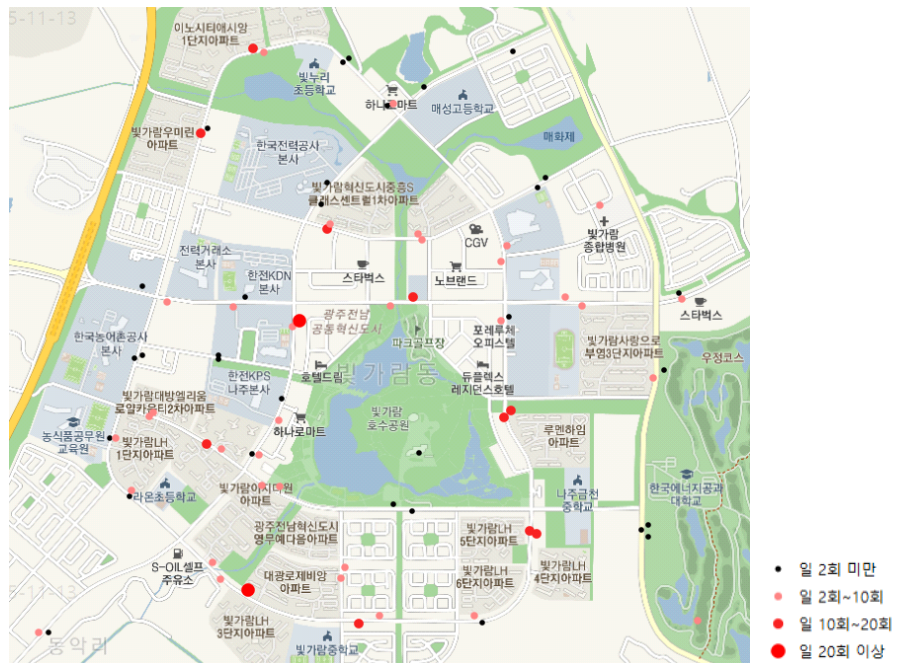 5-11-13
이노시티애시앙
1단지아파트
빛누리
초등학교
하나로마트
매성고등학교
빛가람우미린
아파트
한국전력공사
본사
매화제
빛가람혁신도시중흥S
클래스센트럴1차아파트
CGV
빛가람
종합병원
전력거래소
본사
한전KDN
본사
스타벅스
노브랜드
스타벅스
광주전남
공동혁신도시
한국농어촌공사
본사
파크골프장
포레루체
오피스텔
빛가람사랑으로
부영3단지아파트
우정코스
한전KPS
나주본사
호텔드림
빛가람동
듀플렉스
레지던스호텔
빛가람대방엘리움
로얄카운티2차아파트
하나로마트
빛가람
호수공원
농식품공무원
교육원
빛가람LH
1단지아파트
루멘하임
아파트
라온초등학교
아파트
나주금천
중학교
한국에너지공과
대학교
광주전남혁신도시
영무예다음아파트
빛가람LH
5단지아파트
S-OIL셀프
주유소
대광로제비앙
아파트
빛가람LH
6단지아파트
빛가람LH
4단지아파트
5-11-13
빛가람LH
3단지아파트
동악리
빛가람중학교
일 2회 미만
일 2회~10회
일 10회~20회
일 20회 이상